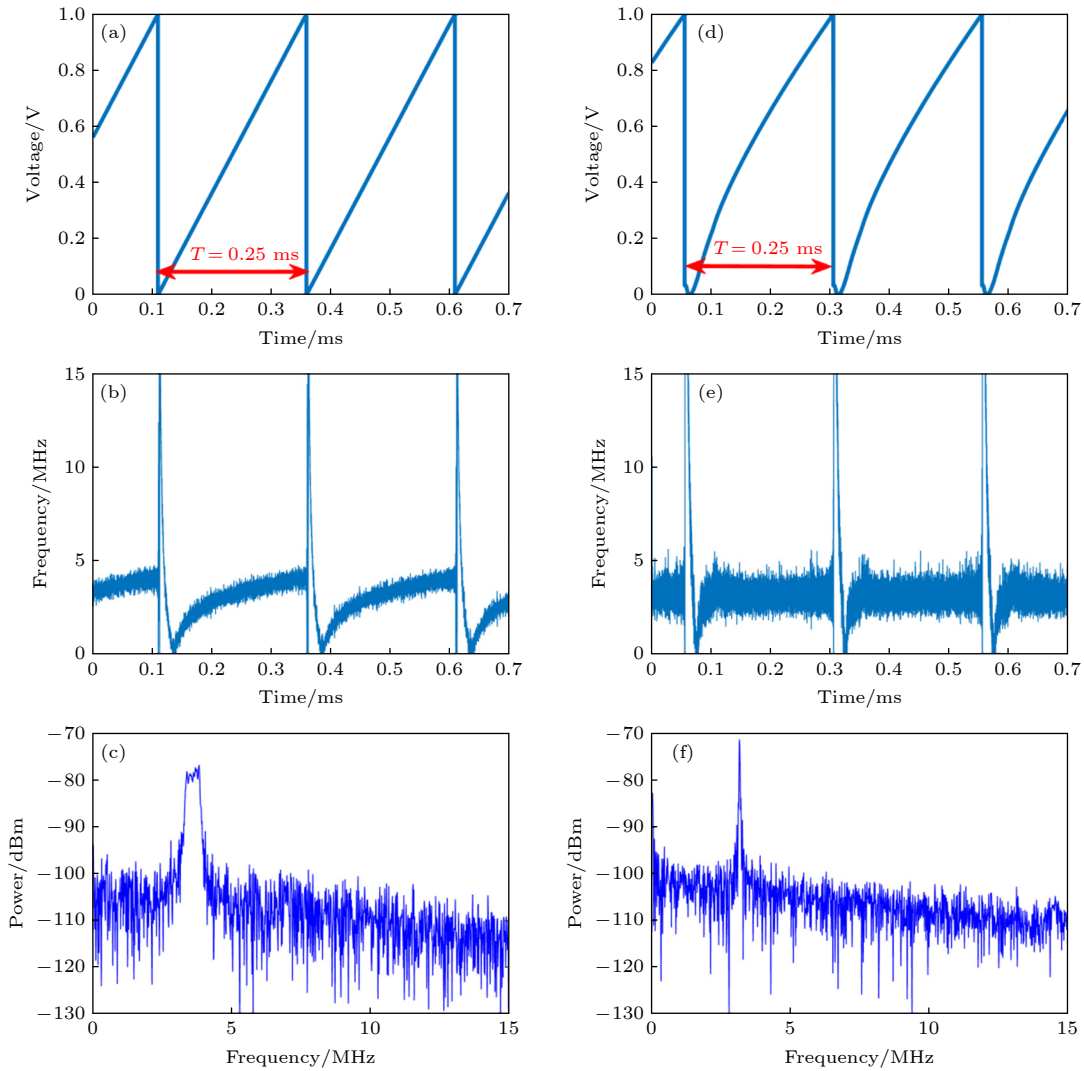 (a)
Voltage/V
1.0
0.8
0.6
0.4
0.2
0
T = 0.25 ms
0 0.1 0.2 0.3 0.4 0.5 0.6 0.7
Time/ms
(d)
Voltage/V
1.0
0.8
0.6
0.4
0.2
0
T = 0.25 ms
0 0.1 0.2 0.3 0.4 0.5 0.6 0.7
Time/ms
(b)
Frequency/MHz
15
10
5
0
0 0.1 0.2 0.3 0.4 0.5 0.6 0.7
Time/ms
(e)
Frequency/MHz
15
10
5
0
0 0.1 0.2 0.3 0.4 0.5 0.6 0.7
Time/ms
(c)
Power/dBm
−70
−80
−90
−100
−110
−120
−130
0 5 10 15
Frequency/MHz
(f)
Power/dBm
−70
−80
−90
−100
−110
−120
−130
0 5 10 15
Frequency/MHz